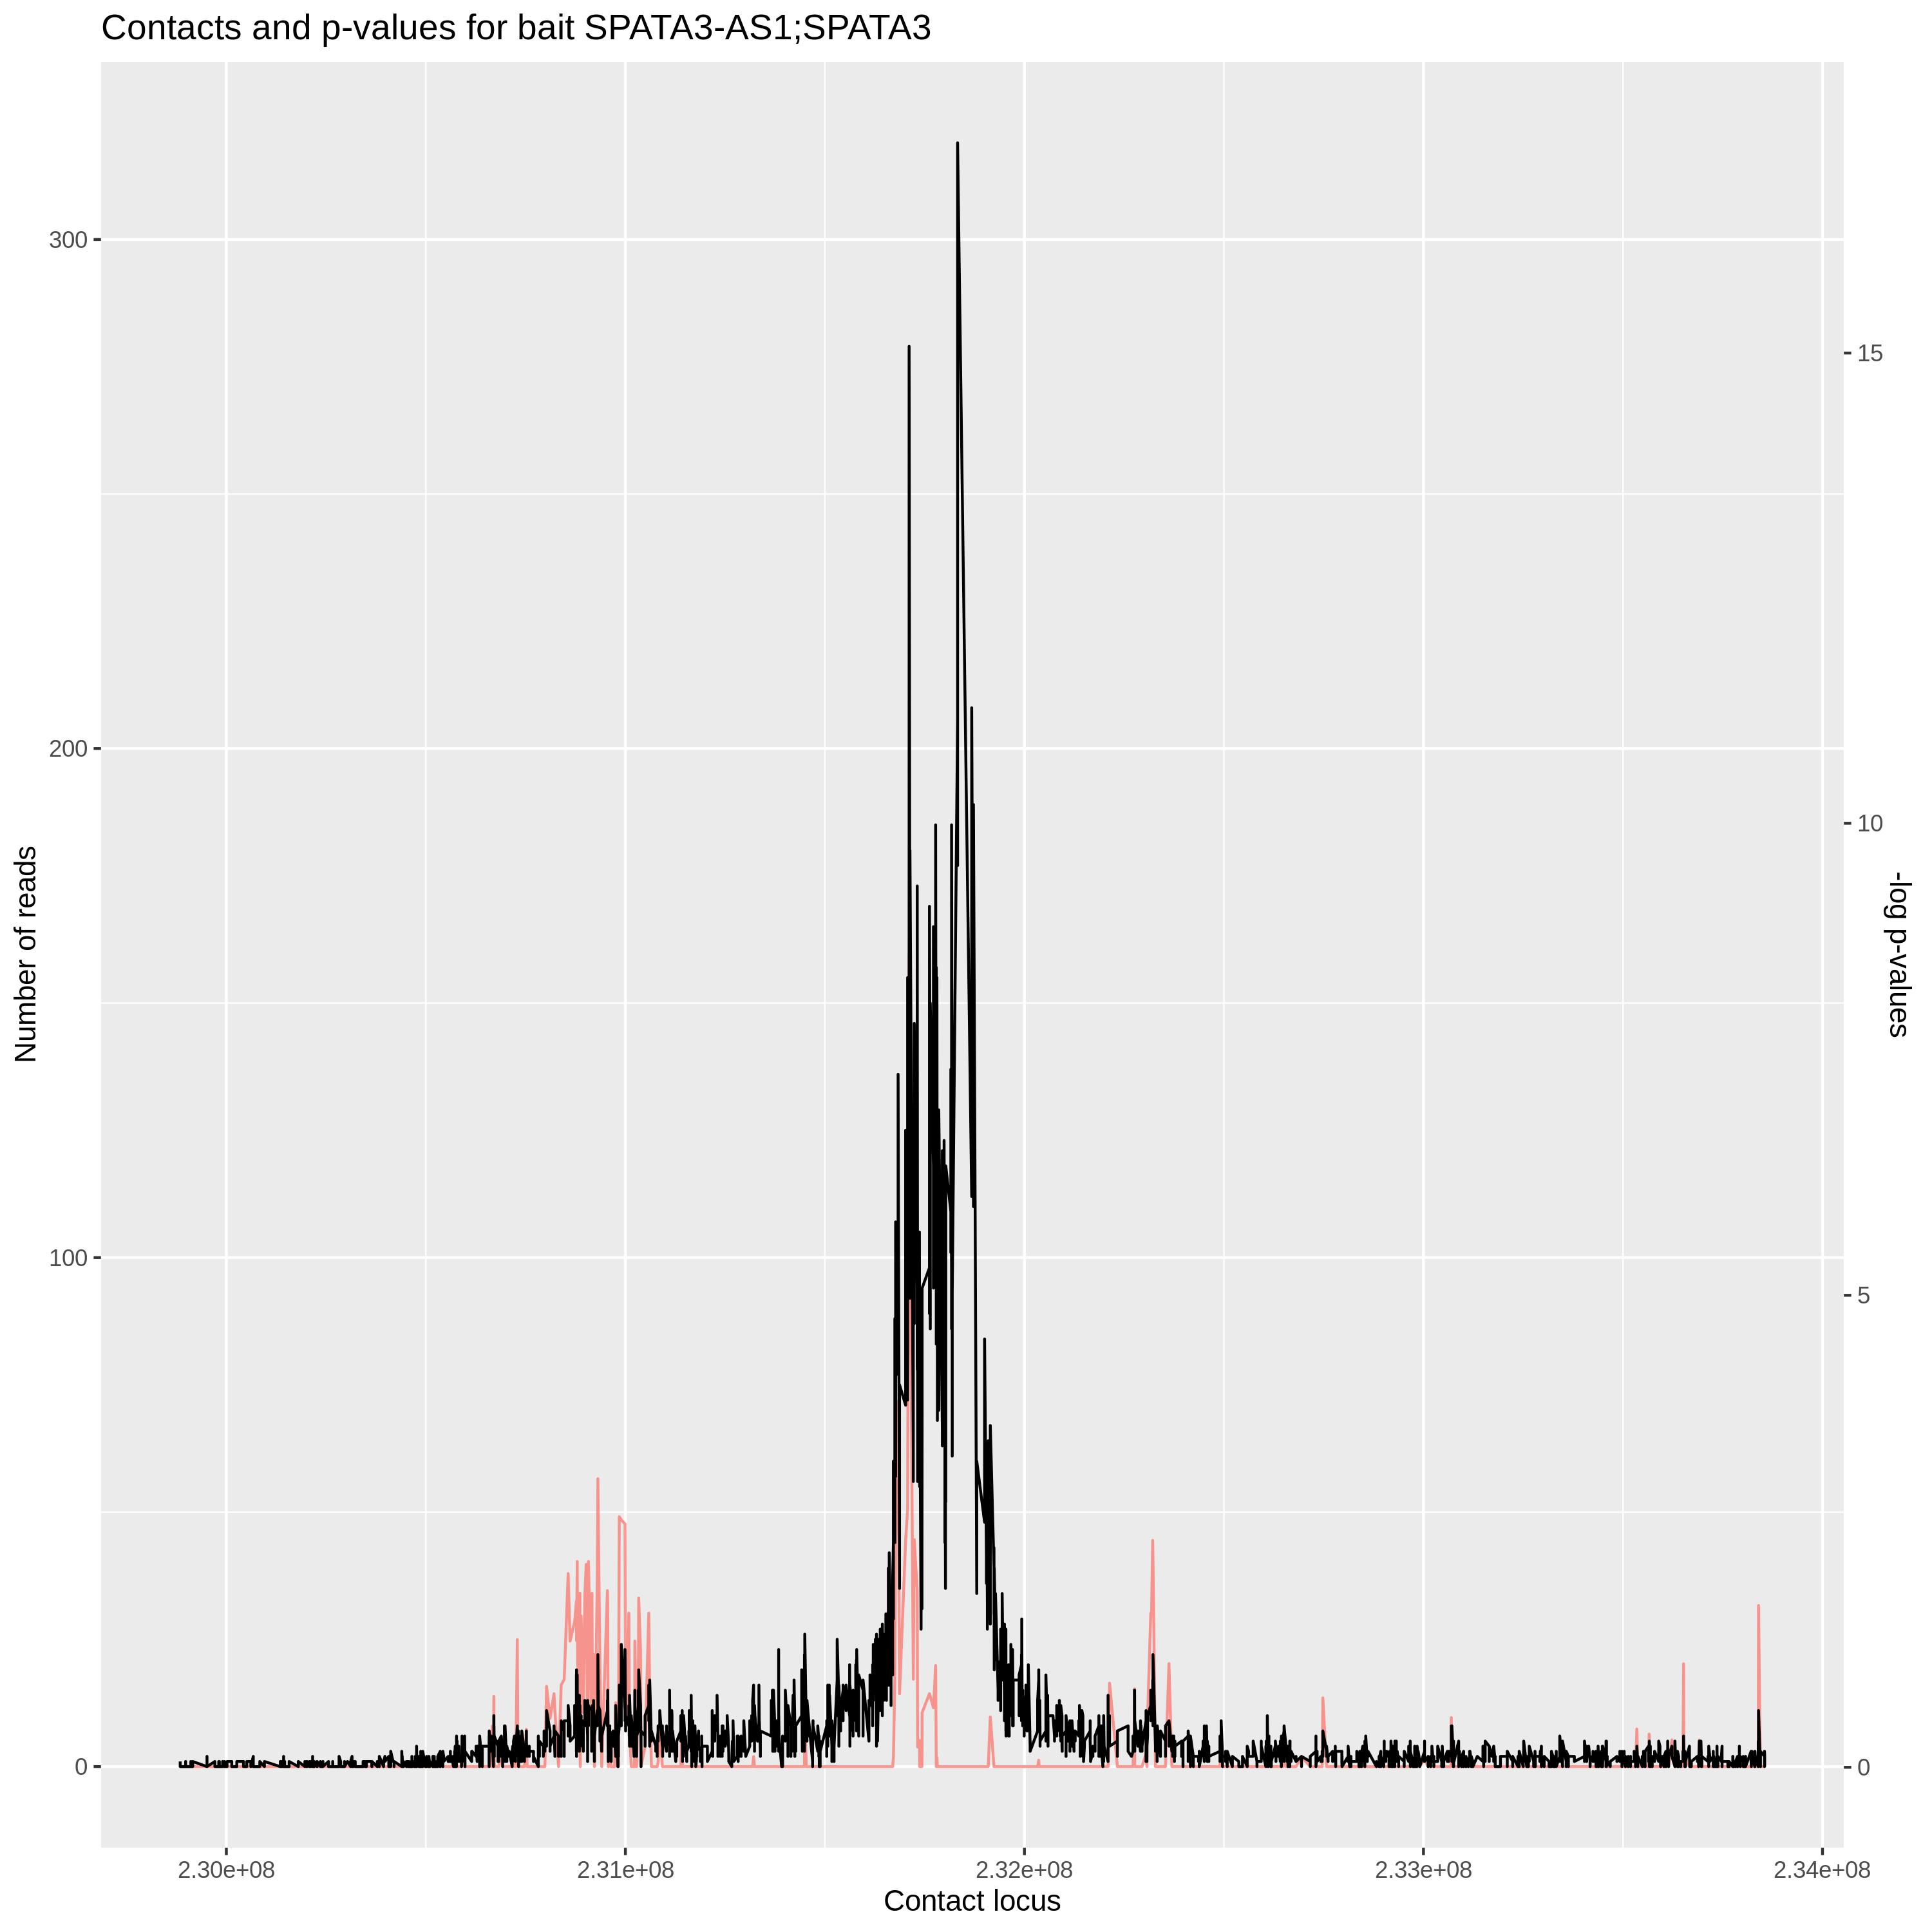 Contacts and p-values for bait SPATA3-AS1;SPATA3
300
200
100
0
Number of reads
15
10
5
0
-log p-values
2.30e+08
2.31e+08
2.32e+08
2.33e+08
2.34e+08
Contact locus